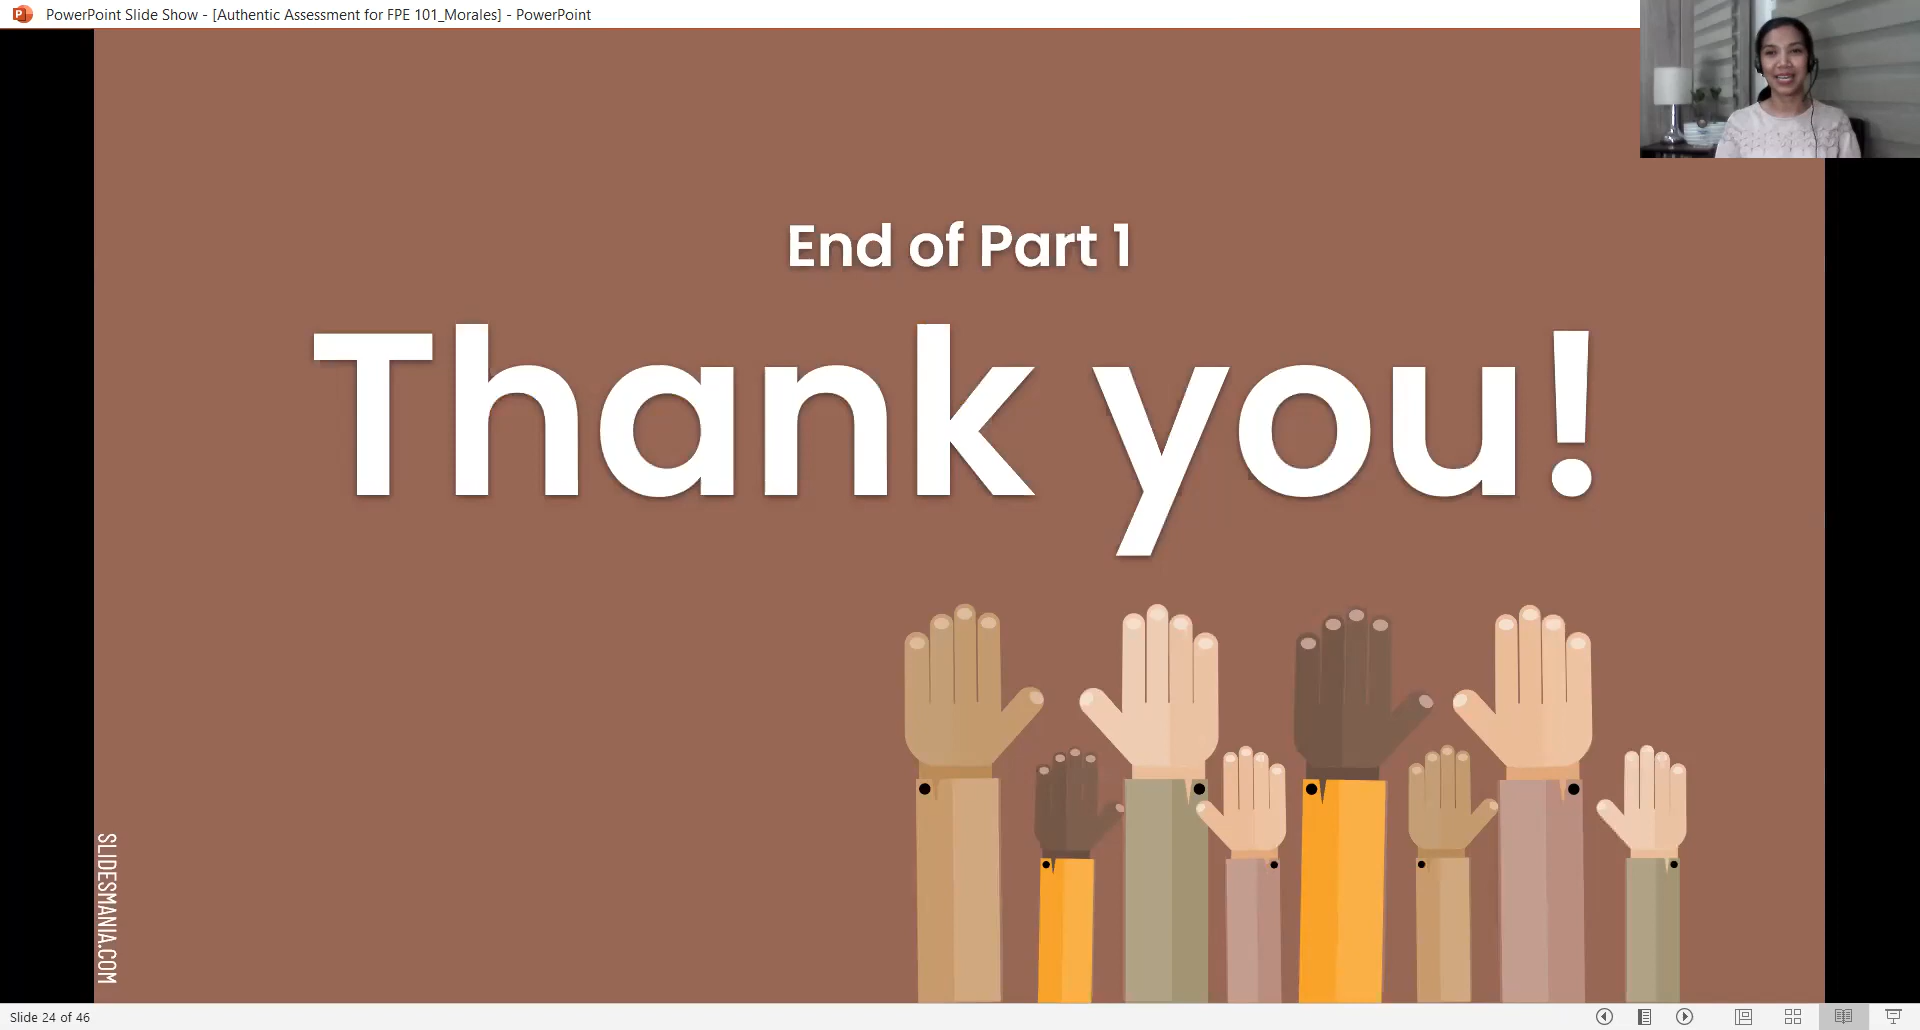 PowerPoint Slide Show - [Authentic Assessment for FPE 101_Morales] - PowerPoint
End of Part 1
Thank you!
SLIDESMANIA.COM
Slide 24 of 46